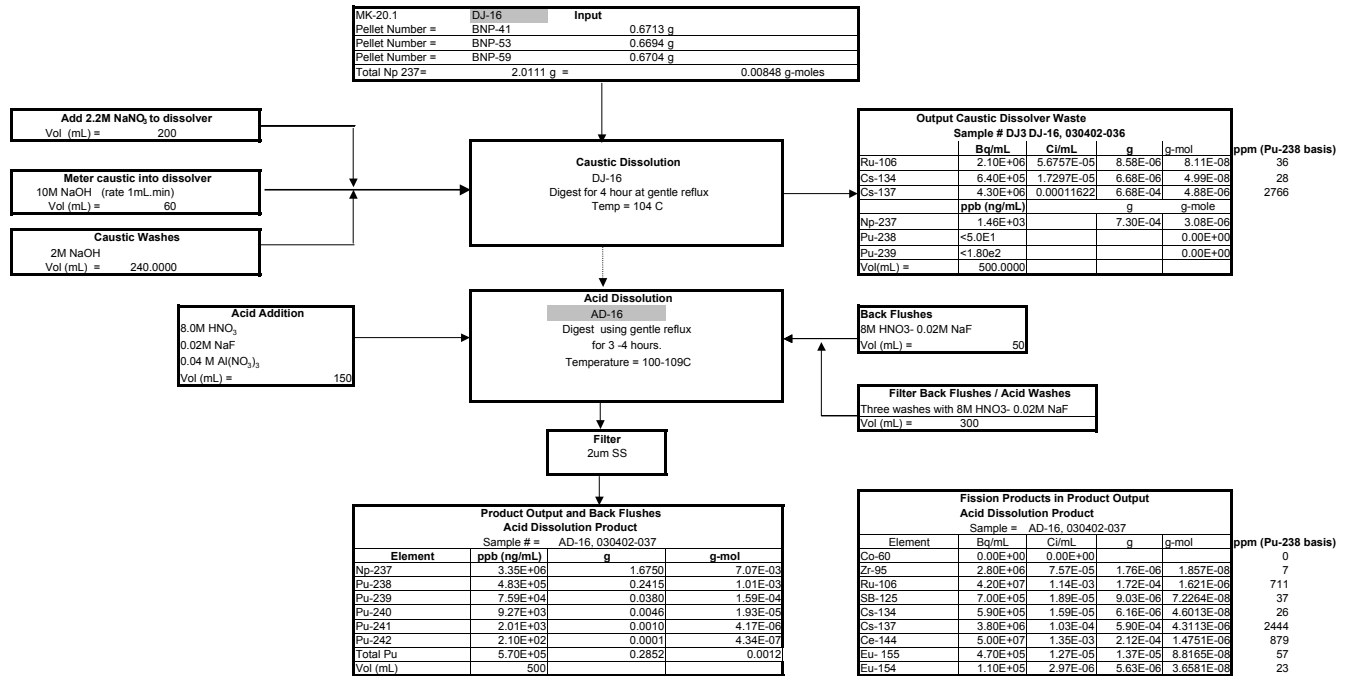 MK-20.1 DJ-16 Input
Pellet Number = BNP-41 0.6713 g
Pellet Number = BNP-53 0.6694 g
Pellet Number = BNP-59 0.6704 g
Total Np 237= 2.0111 g = 0.00848 g-moles
Add 2.2M NaNO3 to dissolver
Vol (mL) = 200
Meter caustic into dissolver
10M NaOH (rate 1mL.min)
Vol (mL) = 60
Caustic Washes
2M NaOH
Vol (mL) = 240.0000
Caustic Dissolution
DJ-16
Digest for 4 hour at gentle reflux
Temp = 104 C
Output Caustic Dissolver Waste
Sample # DJ3 DJ-16, 030402-036
Bq/mL Ci/mL g g-mol ppm (Pu-238 basis)
Ru-106 2.10E+06 5.6757E-05 8.58E-06 8.11E-08 36
Cs-134 6.40E+05 1.7297E-05 6.68E-06 4.99E-08 28
Cs-137 4.30E+06 0.00011622 6.68E-04 4.88E-06 2766
ppb (ng/mL) g g-mole
Np-237 1.46E+03 7.30E-04 3.08E-06
Pu-238 <5.0E1 0.00E+00
Pu-239 <1.80e2 0.00E+00
Vol(mL) = 500.0000
Acid Addition
8.0M HNO3
0.02M NaF
0.04 M Al(NO3)3
Vol (mL) = 150
Acid Dissolution
AD-16
Digest using gentle reflux
for 3 -4 hours.
Temperature = 100-109C
Back Flushes
8M HNO3- 0.02M NaF
Vol (mL) = 50
Filter Back Flushes / Acid Washes
Three washes with 8M HNO3- 0.02M NaF
Vol (mL) = 300
Filter
2um SS
Product Output and Back Flushes
Acid Dissolution Product
Sample # = AD-16, 030402-037
Element ppb (ng/mL) g g-mol
Np-237 3.35E+06 1.6750 7.07E-03
Pu-238 4.83E+05 0.2415 1.01E-03
Pu-239 7.59E+04 0.0380 1.59E-04
Pu-240 9.27E+03 0.0046 1.93E-05
Pu-241 2.01E+03 0.0010 4.17E-06
Pu-242 2.10E+02 0.0001 4.34E-07
Total Pu 5.70E+05 0.2852 0.0012
Vol (mL) 500
Fission Products in Product Output
Acid Dissolution Product
Sample = AD-16, 030402-037
Element Bq/mL Ci/mL g g-mol ppm (Pu-238 basis)
Co-60 0.00E+00 0.00E+00 0
Zr-95 2.80E+06 7.57E-05 1.76E-06 1.857E-08 7
Ru-106 4.20E+07 1.14E-03 1.72E-04 1.621E-06 711
SB-125 7.00E+05 1.89E-05 9.03E-06 7.2264E-08 37
Cs-134 5.90E+05 1.59E-05 6.16E-06 4.6013E-08 26
Cs-137 3.80E+06 1.03E-04 5.90E-04 4.3113E-06 2444
Ce-144 5.00E+07 1.35E-03 2.12E-04 1.4751E-06 879
Eu- 155 4.70E+05 1.27E-05 1.37E-05 8.8165E-08 57
Eu-154 1.10E+05 2.97E-06 5.63E-06 3.6581E-08 23